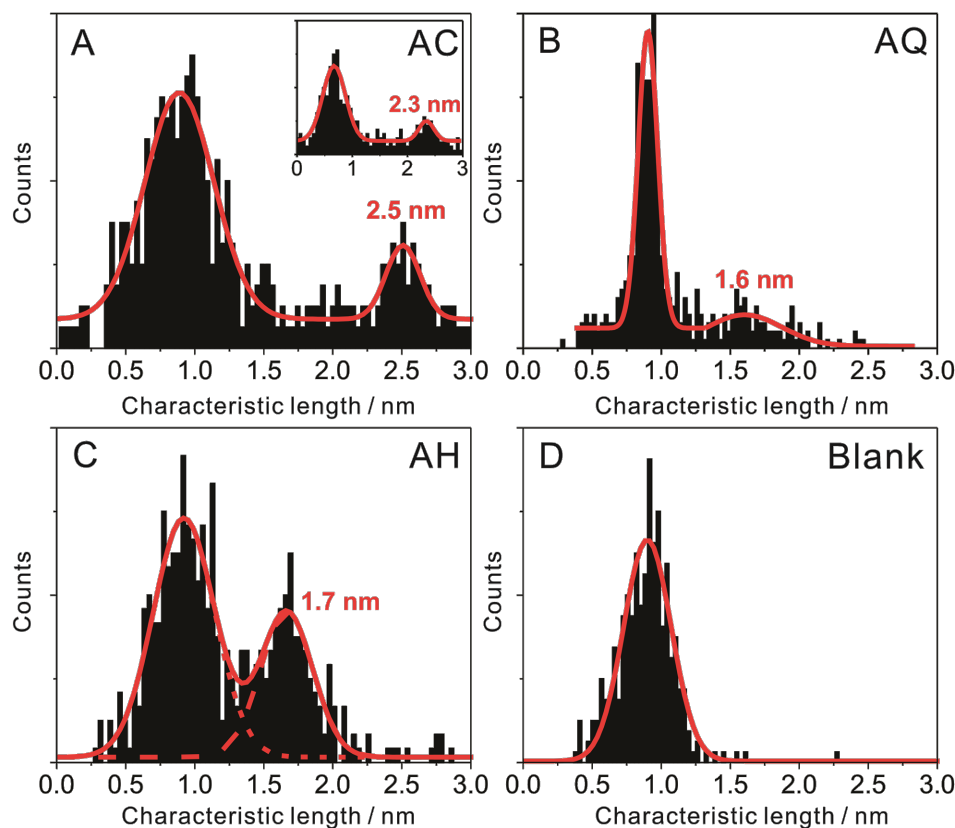 A
AC
2.3 nm
0 1 2 3
2.5 nm
Counts
0.0 0.5 1.0 1.5 2.0 2.5 3.0
Characteristic length / nm
B
AQ
1.6 nm
Counts
0.0 0.5 1.0 1.5 2.0 2.5 3.0
Characteristic length / nm
C
AH
1.7 nm
Counts
0.0 0.5 1.0 1.5 2.0 2.5 3.0
Characteristic length / nm
D
Blank
Counts
0.0 0.5 1.0 1.5 2.0 2.5 3.0
Characteristic length / nm